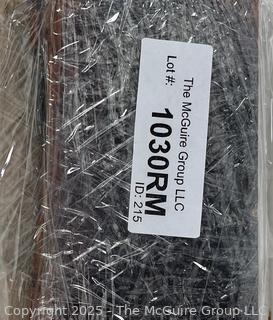 The McGuire Group LLC
Lot #:
1030RM
ID: 215
Copyright 2025 - The McGuire Group LLC